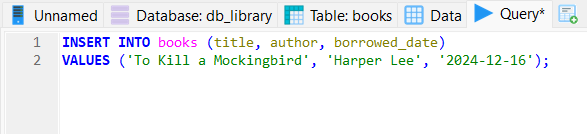 Unnamed Database: db_library Table: books Data Query*
1 INSERT INTO books (title, author, borrowed_date)
2 VALUES ('To Kill a Mockingbird', 'Harper Lee', '2024-12-16');